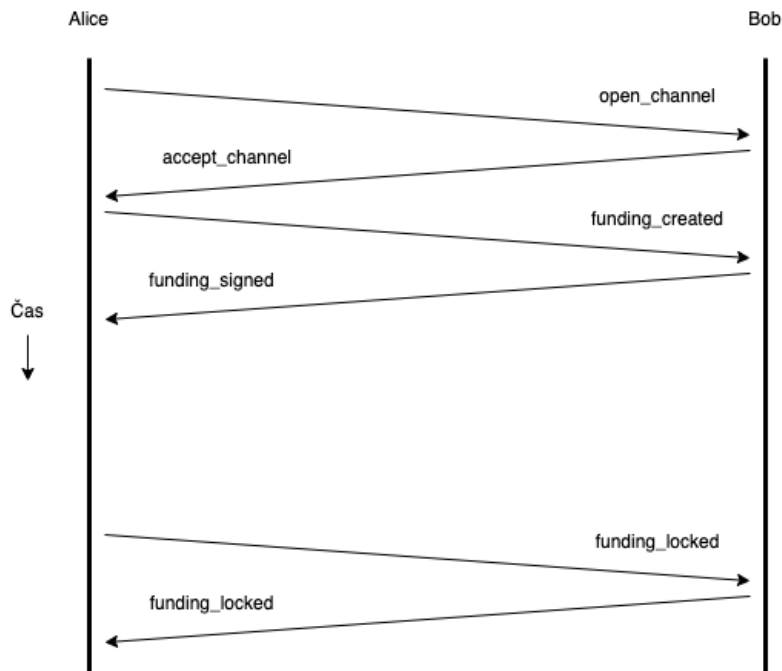 Alice
Bob
open_channel
accept_channel
funding_created
funding_signed
Čas
funding_locked
funding_locked